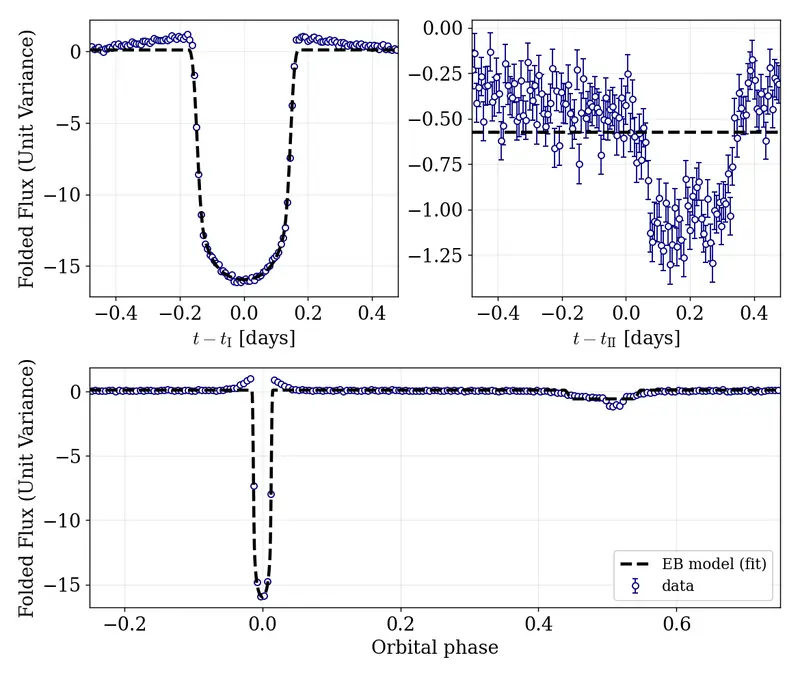 Folded Flux (Unit Variance)
0
−5
−10
−15
−0.4 −0.2 0.0 0.2 0.4
t − tI [days]
0.00
−0.25
−0.50
−0.75
−1.00
−1.25
−0.4 −0.2 0.0 0.2 0.4
t − tII [days]
Folded Flux (Unit Variance)
0
−5
−10
−15
−0.2 0.0 0.2 0.4 0.6
Orbital phase
EB model (fit)
data